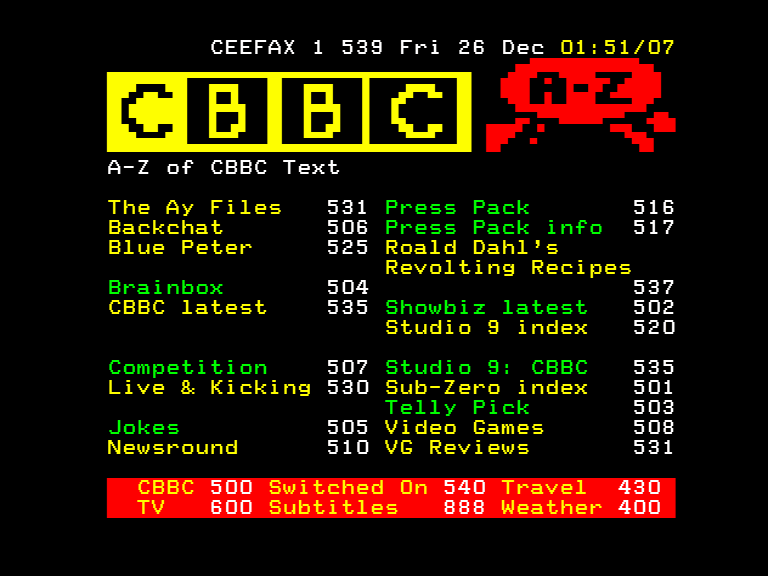 CEEFAX 1 539 Fri 26 Dec 01:51/07
CBBC A-Z
A-Z of CBBC Text
The Ay Files 531 Press Pack 516
Backchat 506 Press Pack info 517
Blue Peter 525 Roald Dahl's
Revolting Recipes
Brainbox 504 537
CBBC latest 535 Showbiz latest 502
Studio 9 index 520
Competition 507 Studio 9: CBBC 535
Live & Kicking 530 Sub-Zero index 501
Telly Pick 503
Jokes 505 Video Games 508
Newsround 510 VG Reviews 531
CBBC 500 Switched On 540 Travel 430
TV 600 Subtitles 888 Weather 400